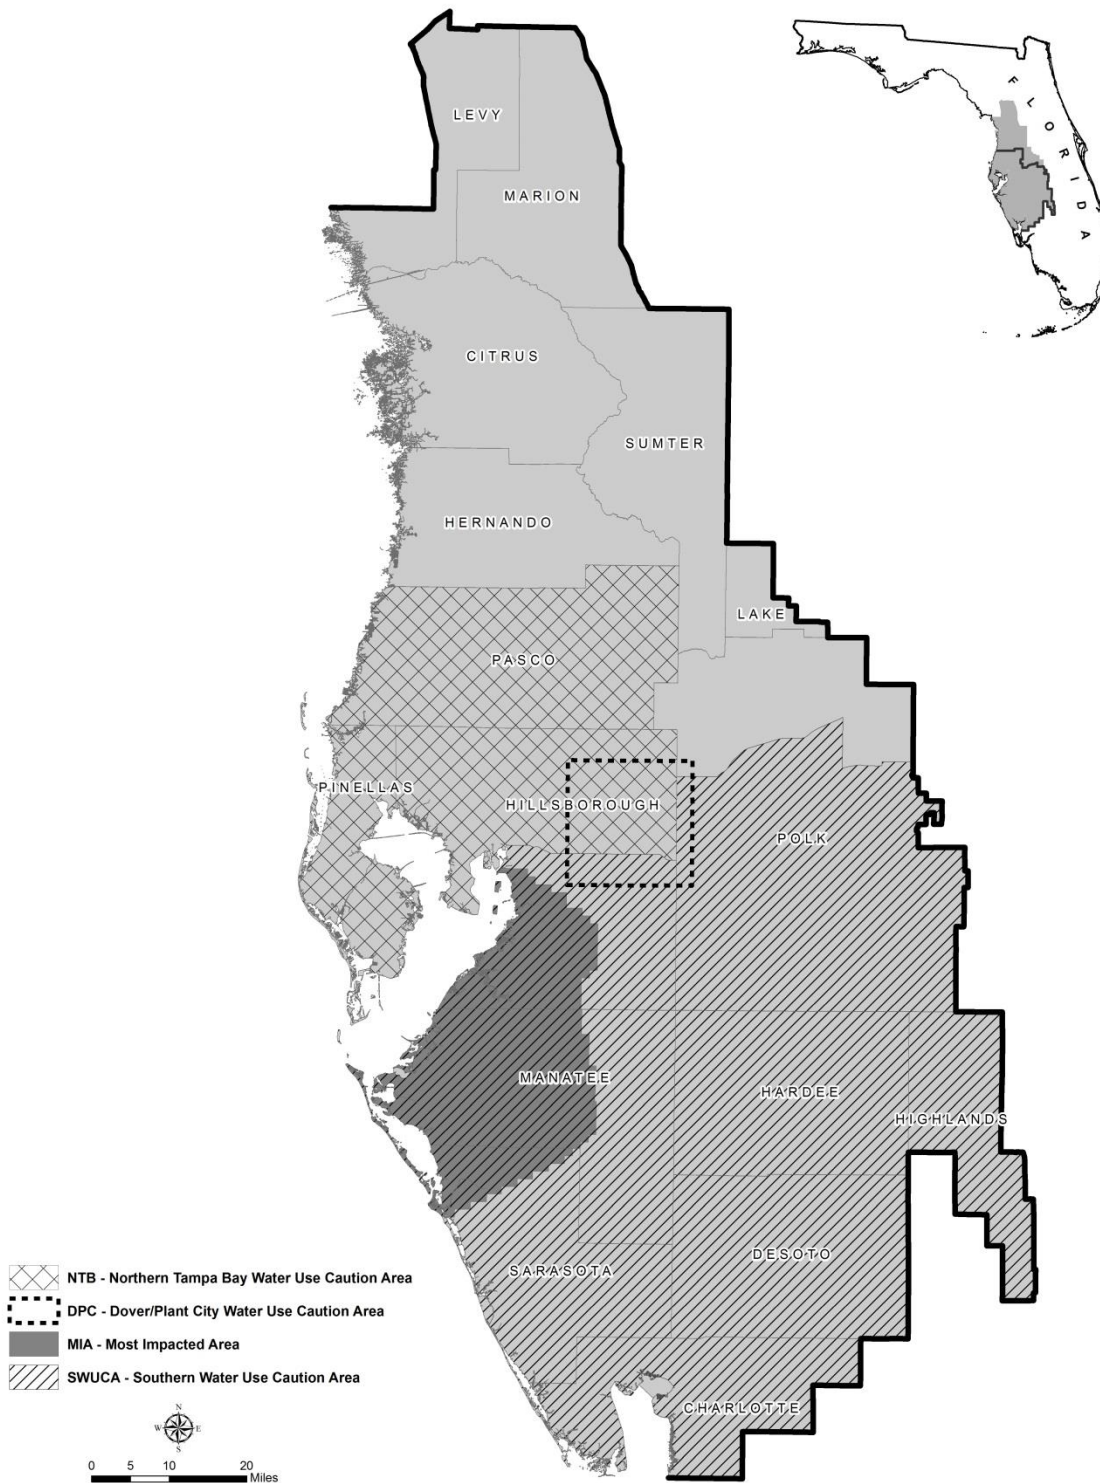 FLORIDA
LEVY
MARION
CITRUS
SUMTER
HERNANDO
LAKE
PASCO
PINELLAS
HILLSBOROUGH
POLK
MANATEE
HARDEE
HIGHLANDS
DESOTO
SARASOTA
CHARLOTTE
NTB - Northern Tampa Bay Water Use Caution Area
DPC - Dover/Plant City Water Use Caution Area
MIA - Most Impacted Area
SWUCA - Southern Water Use Caution Area
N
W E
S
0 5 10 20
Miles